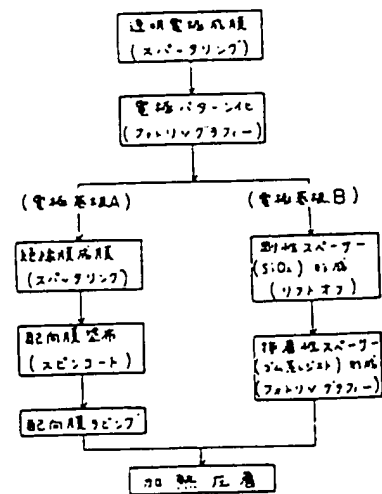 透明電極成膜
(スパータリング)
電極パターン化
(フォトリソグラフィー)
(電極基板A)
(電極基板B)
絶縁膜成膜
(スパッタリング)
配向膜塗布
(スピンコート)
配向膜ラビング
剛性スペーサー
(SiO₂) 形成
(リフトオフ)
接着性スペーサー
(ゴム系レジスト) 形成
(フォトリソグラフィー)
加熱圧着